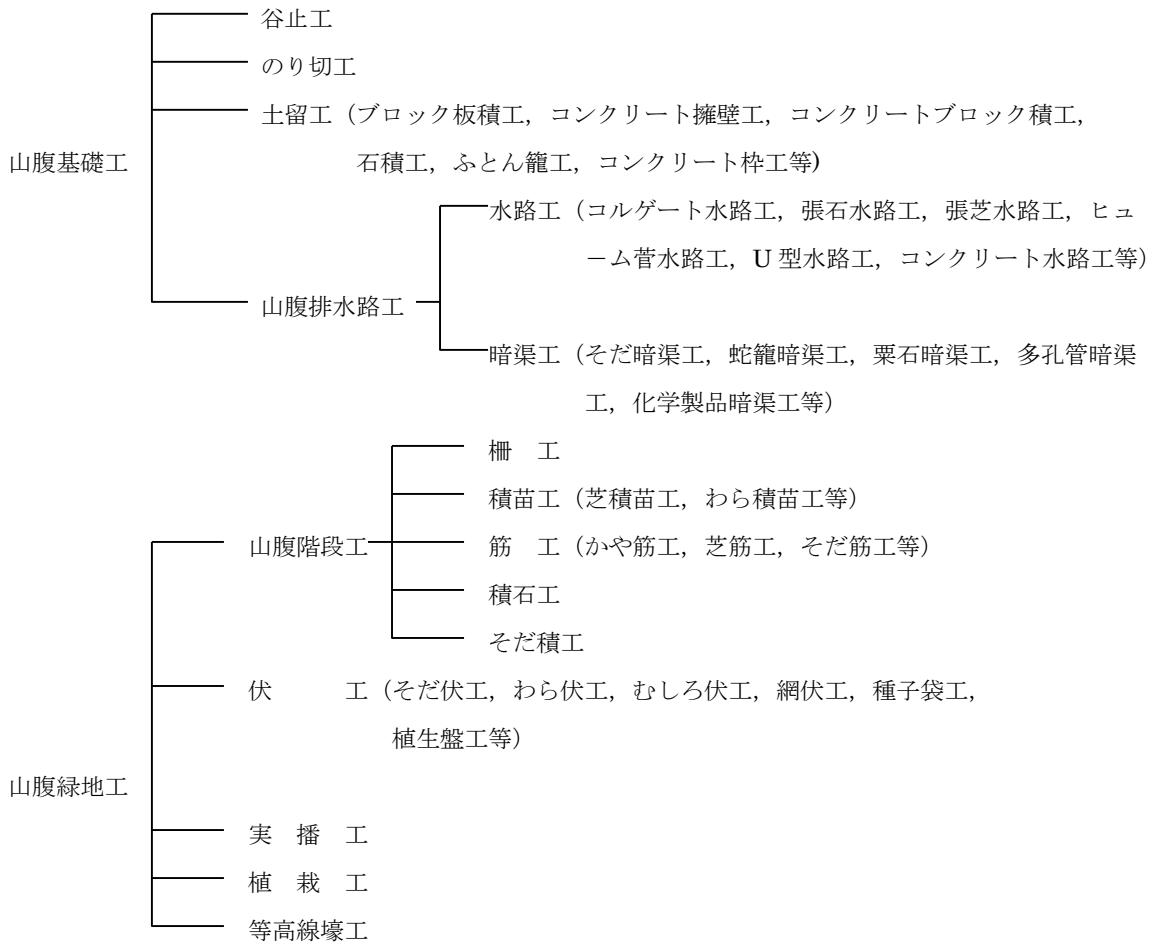 谷止工
のり切工
土留工（ブロック板積工，コンクリート擁壁工，コンクリートブロック積工，
山腹基礎工
石積工，ふとん籠工，コンクリート枠工等)
水路工（コルゲート水路工，張石水路工，張芝水路工，ヒュ
ーム菅水路工，U 型水路工，コンクリート水路工等）
山腹排水路工
暗渠工（そだ暗渠工，蛇籠暗渠工，栗石暗渠工，多孔管暗渠
工，化学製品暗渠工等）
柵　工
積苗工（芝積苗工，わら積苗工等）
山腹階段工
筋　工（かや筋工，芝筋工，そだ筋工等）
積石工
そだ積工
伏　　　工（そだ伏工，わら伏工，むしろ伏工，網伏工，種子袋工，
植生盤工等）
山腹緑地工
実　播　工
植　栽　工
等高線壕工